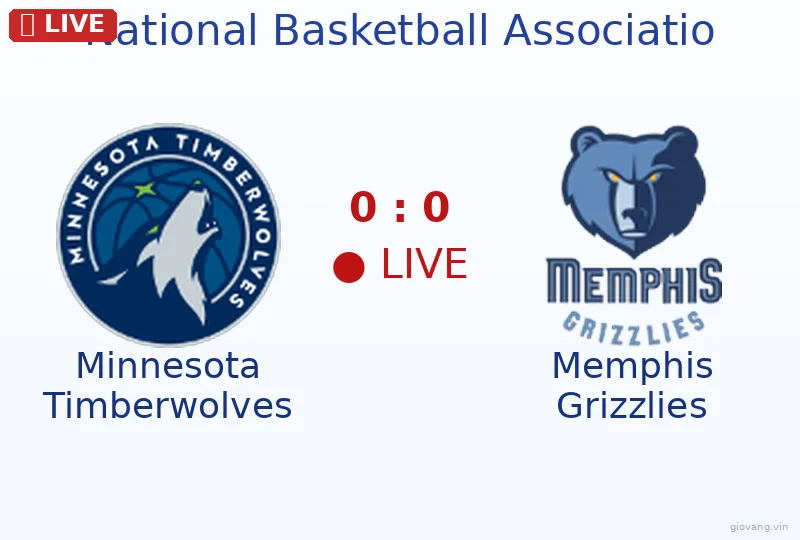 LIVE
National Basketball Associatio
MINNESOTA TIMBERWOLVES
MEMPHIS
GRIZZLIES
0 : 0
● LIVE
Minnesota
Timberwolves
Memphis
Grizzlies
giovang.vin